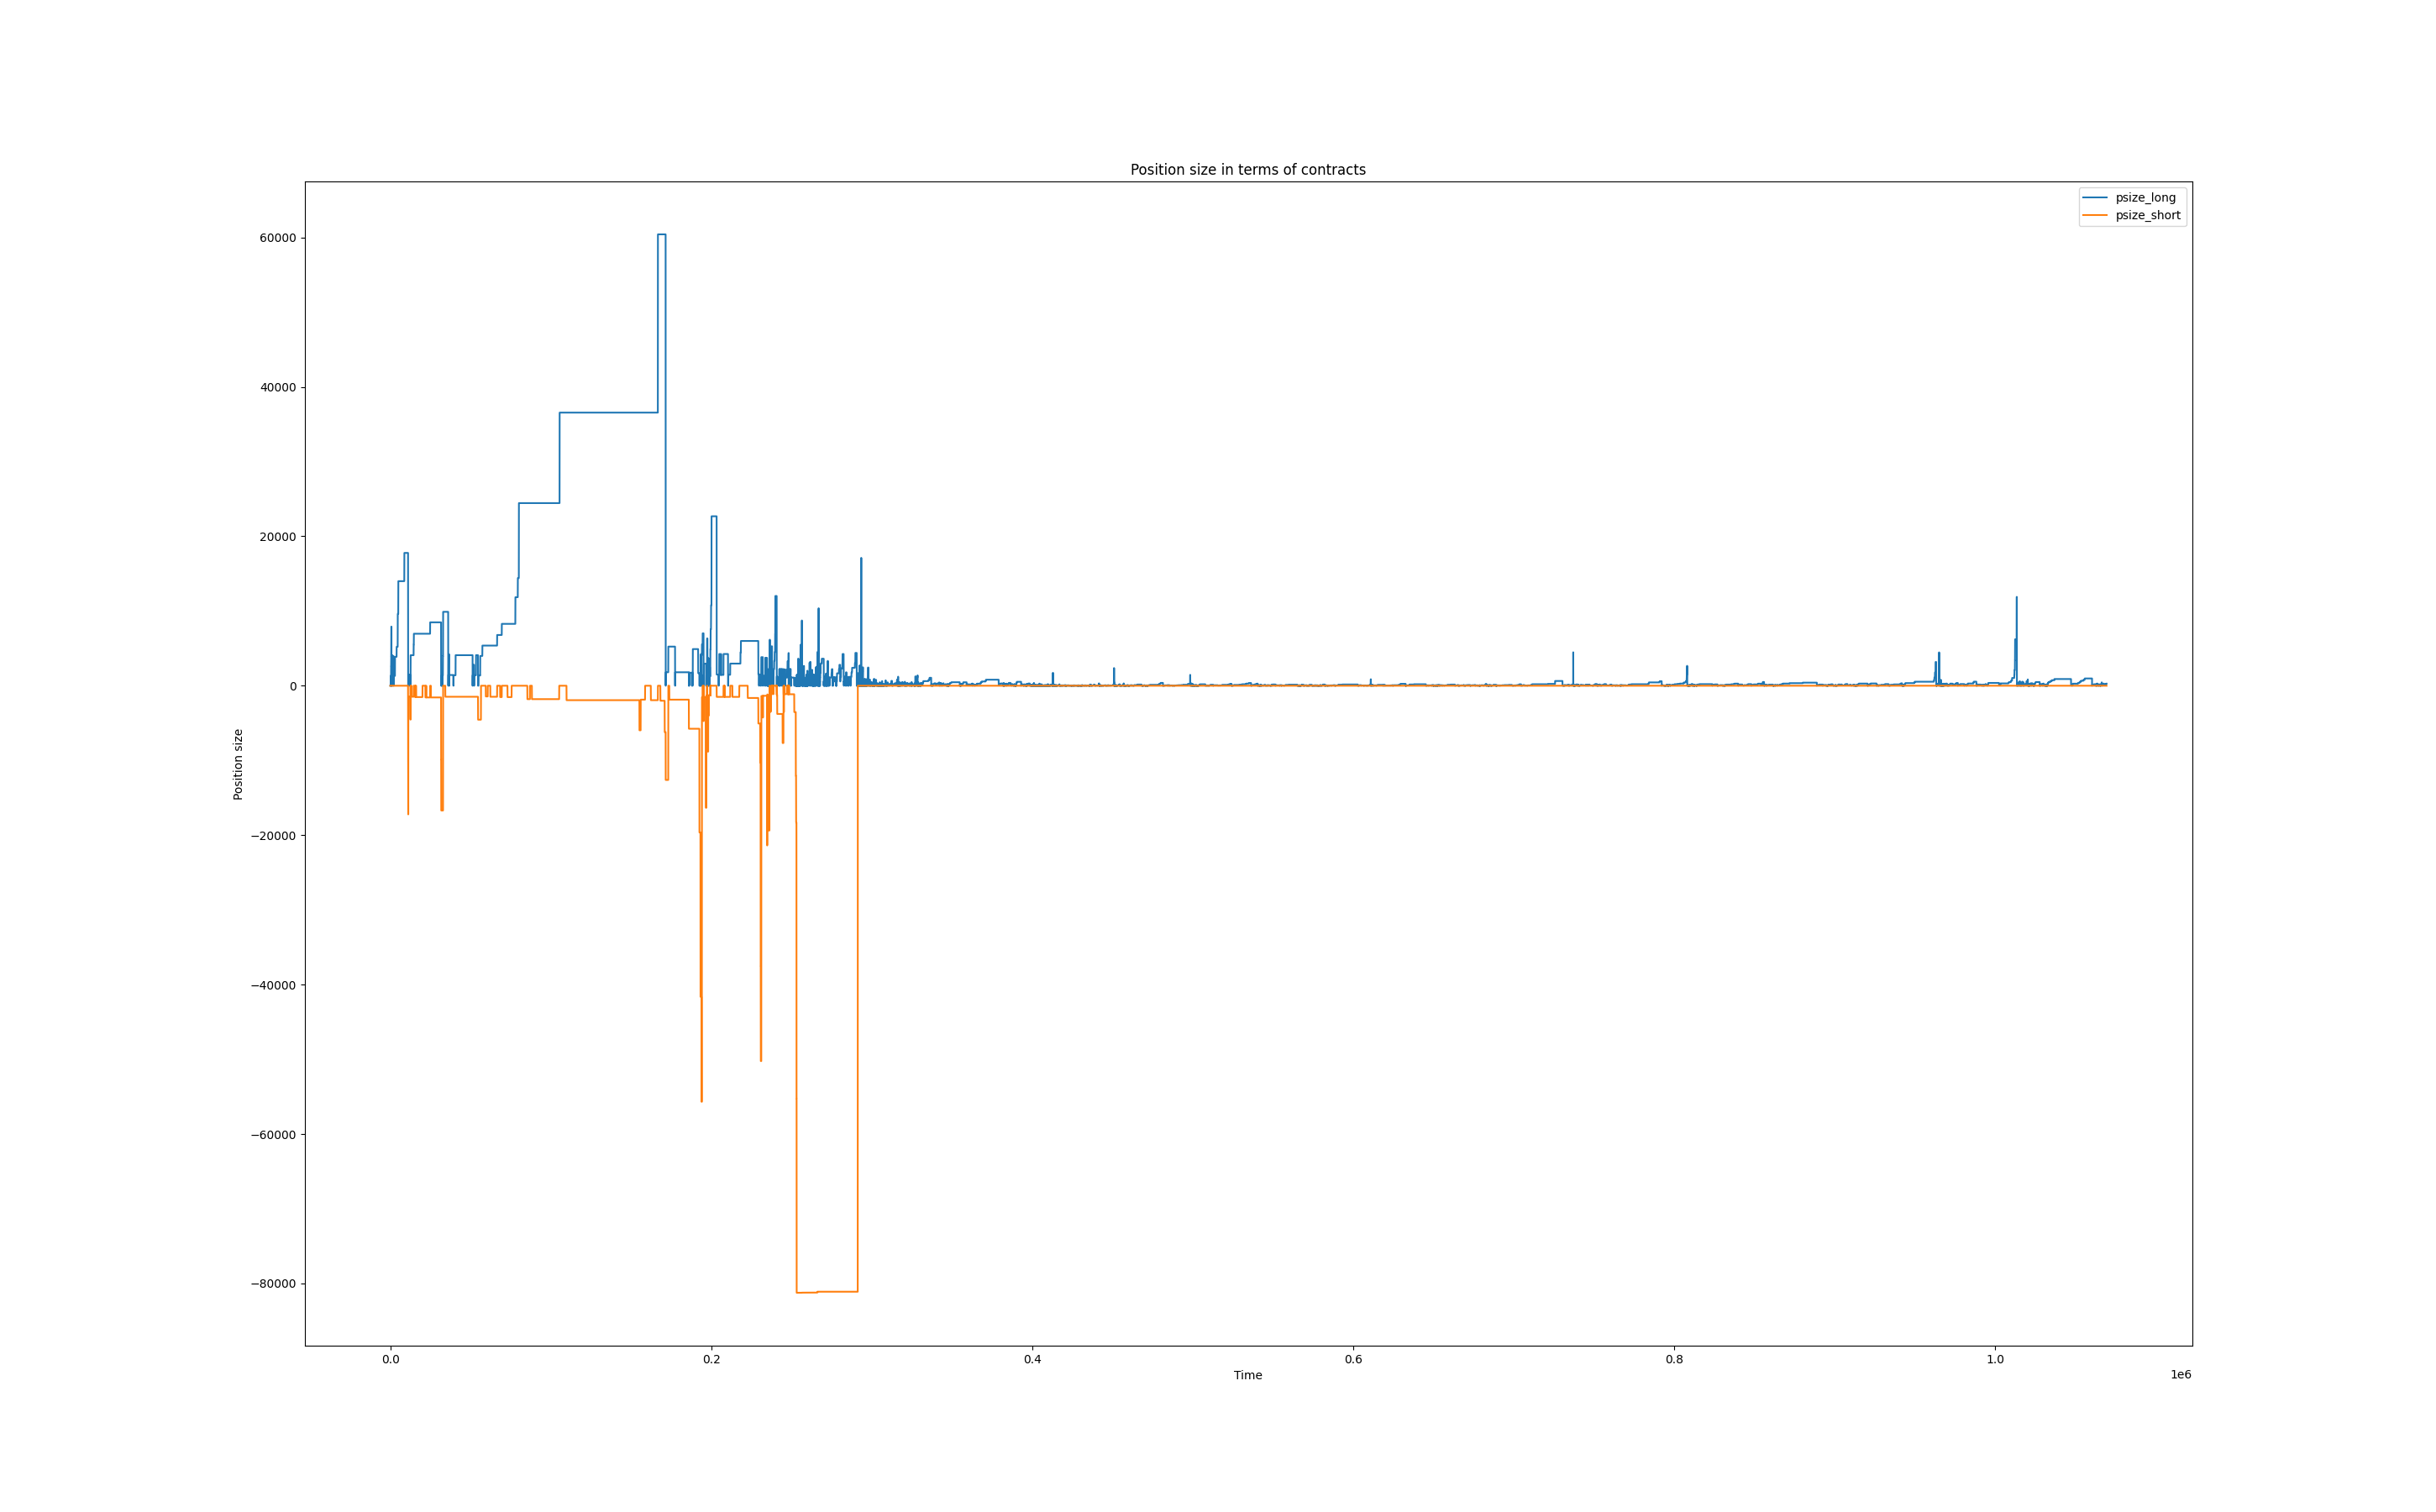 Position size in terms of contracts
psize_long
psize_short
60000
40000
20000
0
−20000
−40000
−60000
−80000
Position size
0.0 0.2 0.4 0.6 0.8 1.0
1e6
Time